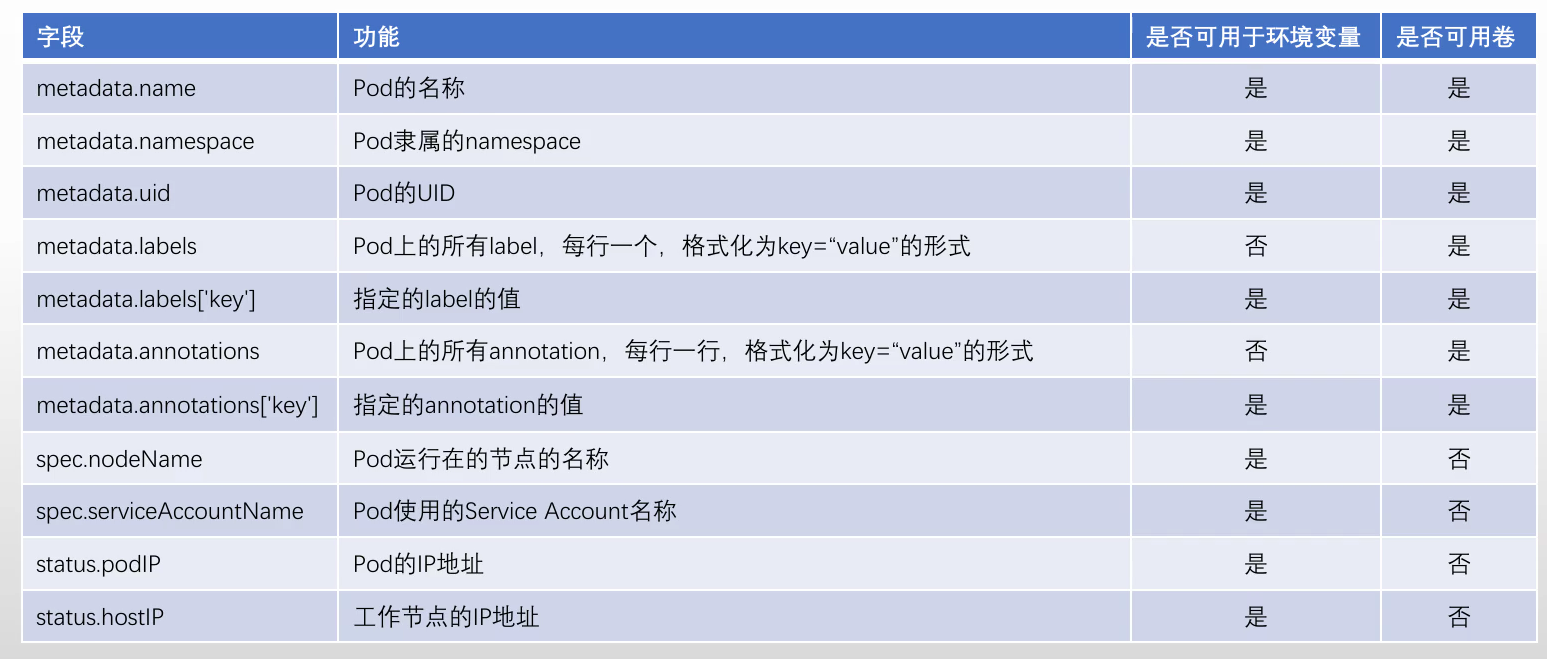 字段 功能 是否可用于环境变量 是否可用卷
metadata.name Pod的名称 是 是
metadata.namespace Pod隶属的namespace 是 是
metadata.uid Pod的UID 是 是
metadata.labels Pod上的所有label，每行一个，格式化为key=“value”的形式 否 是
metadata.labels['key'] 指定的label的值 是 是
metadata.annotations Pod上的所有annotation，每行一行，格式化为key=“value”的形式 否 是
metadata.annotations['key'] 指定的annotation的值 是 是
spec.nodeName Pod运行在的节点的名称 是 否
spec.serviceAccountName Pod使用的Service Account名称 是 否
status.podIP Pod的IP地址 是 否
status.hostIP 工作节点的IP地址 是 否